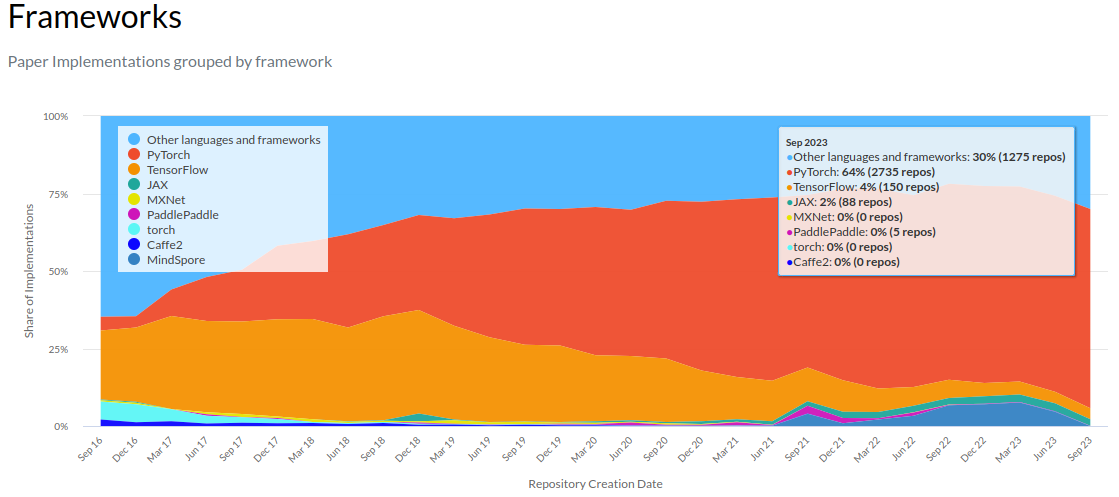 Frameworks
Paper Implementations grouped by framework
Share of Implementations
100%
75%
50%
25%
0%
Other languages and frameworks
PyTorch
TensorFlow
JAX
MXNet
PaddlePaddle
torch
Caffe2
MindSpore
Sep 2023
Other languages and frameworks: 30% (1275 repos)
PyTorch: 64% (2735 repos)
TensorFlow: 4% (150 repos)
JAX: 2% (88 repos)
MXNet: 0% (0 repos)
PaddlePaddle: 0% (5 repos)
torch: 0% (0 repos)
Caffe2: 0% (0 repos)
Sep 16
Dec 16
Mar 17
Jun 17
Sep 17
Dec 17
Mar 18
Jun 18
Sep 18
Dec 18
Mar 19
Jun 19
Sep 19
Dec 19
Mar 20
Jun 20
Sep 20
Dec 20
Mar 21
Jun 21
Sep 21
Dec 21
Mar 22
Jun 22
Sep 22
Dec 22
Mar 23
Jun 23
Sep 23
Repository Creation Date